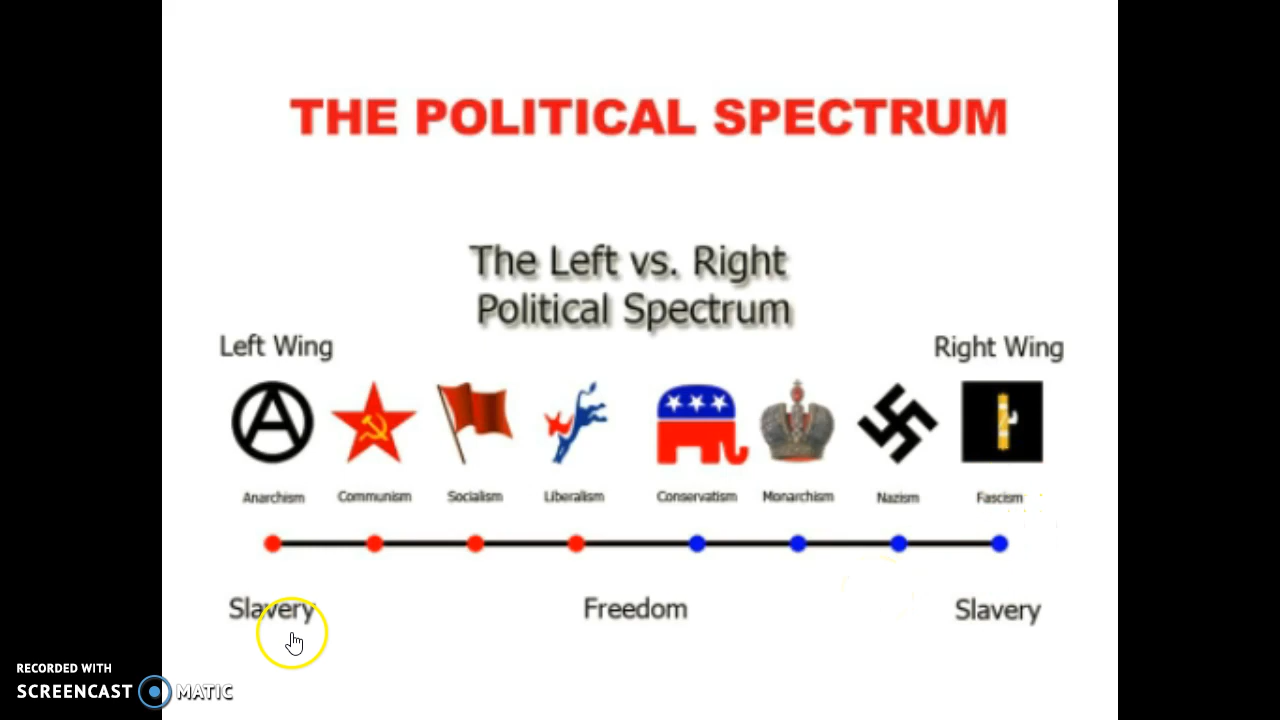 THE POLITICAL SPECTRUM
The Left vs. Right
Political Spectrum
Left Wing
Right Wing
Anarchism
Communism
Socialism
Liberalism
Conservatism
Monarchism
Nazism
Fascism
Slavery
Freedom
Slavery
RECORDED WITH
SCREENCAST MATIC